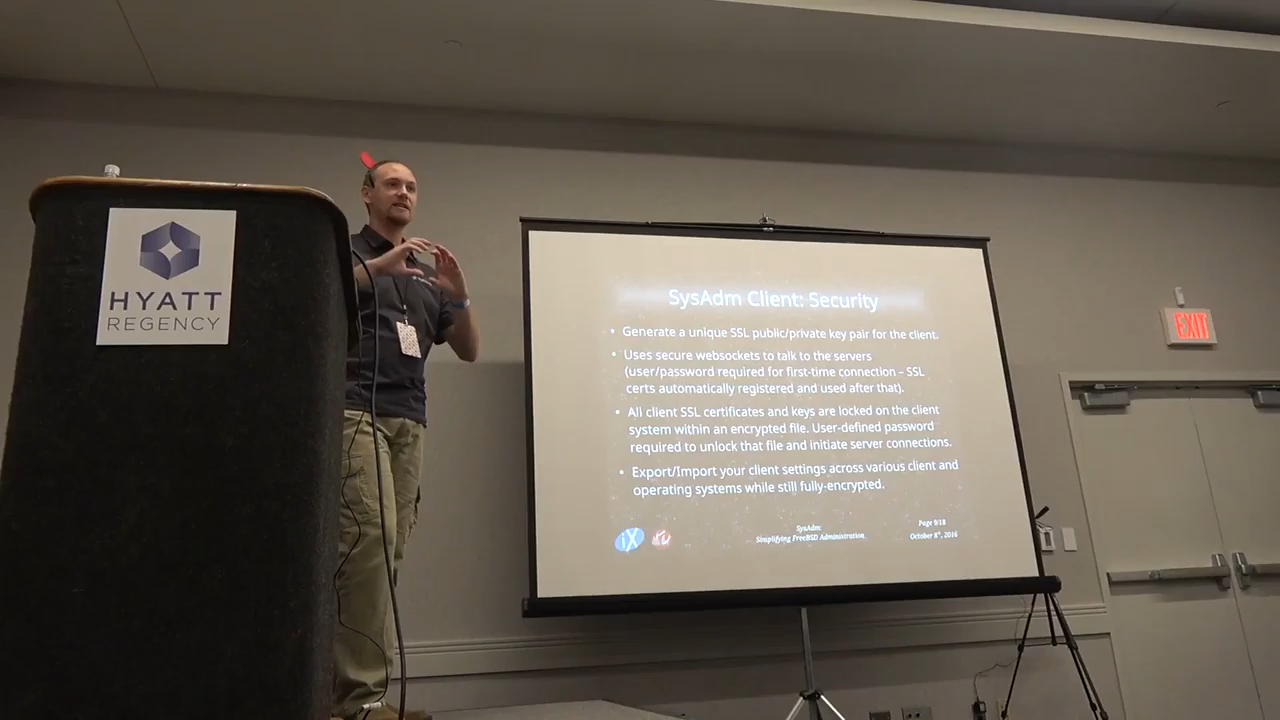 HYATT
REGENCY
SysAdm Client: Security
• Generate a unique SSL public/private key pair for the client.
• Uses secure websockets to talk to the servers
(user/password required for first-time connection – SSL
certs automatically registered and used after that).
• All client SSL certificates and keys are locked on the client
system within an encrypted file. User-defined password
required to unlock that file and initiate server connections.
• Export/Import your client settings across various client and
operating systems while still fully-encrypted.
iX
SysAdm:
Simplifying FreeBSD Administration.
Page 9/18
October 8th, 2016
EXIT